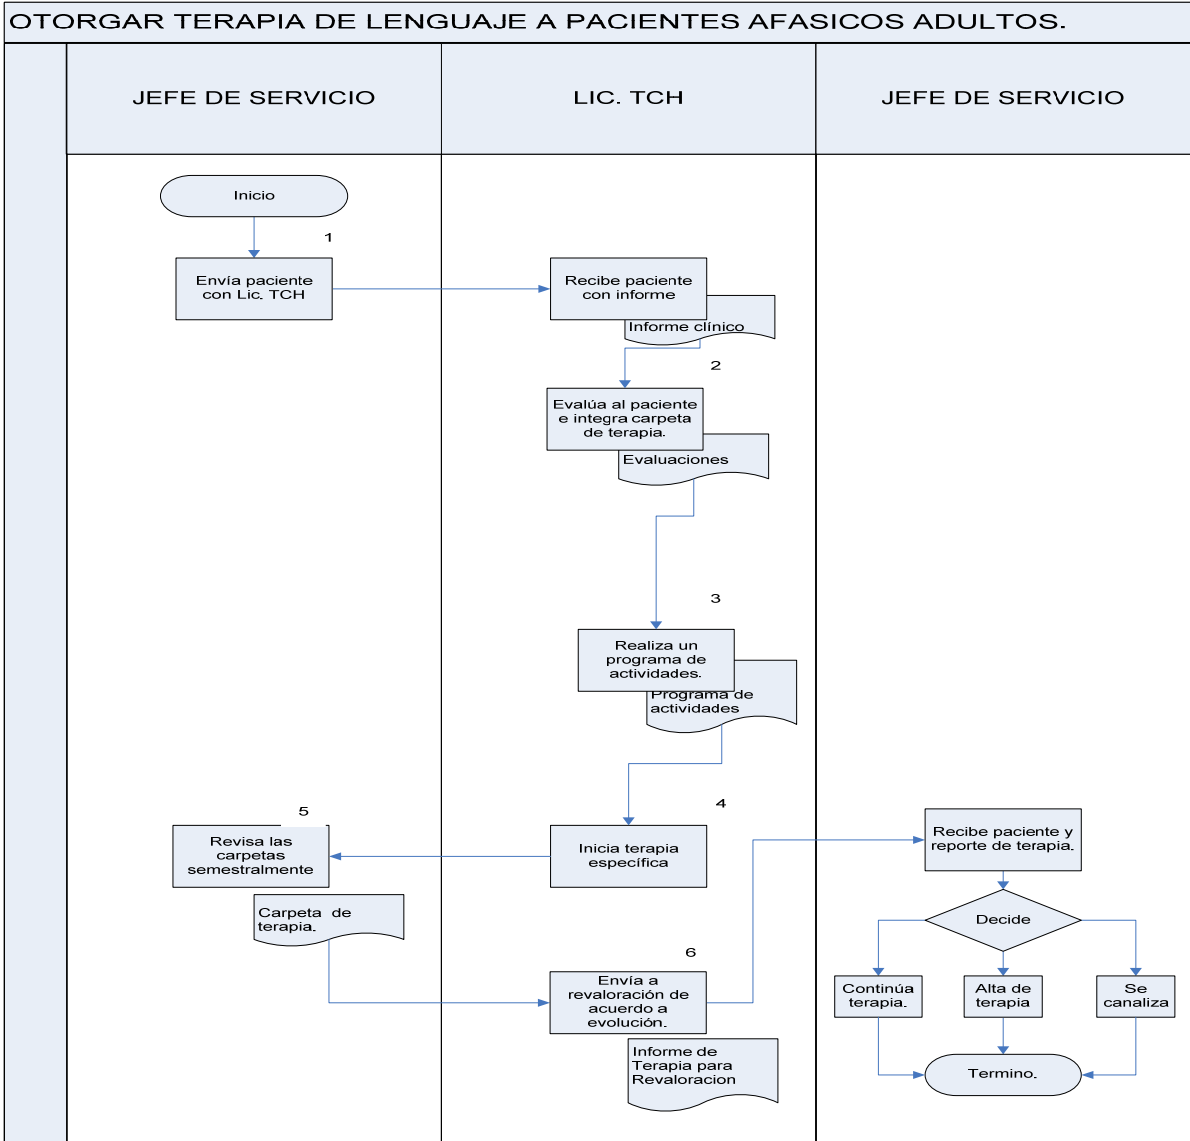 OTORGAR TERAPIA DE LENGUAJE A PACIENTES AFASICOS ADULTOS.
JEFE DE SERVICIO
LIC. TCH
JEFE DE SERVICIO
Inicio
1
Envía paciente
con Lic. TCH
Recibe paciente
con informe
Informe clínico
2
Evalúa al paciente
e integra carpeta
de terapia.
Evaluaciones
3
Realiza un
programa de
actividades.
Programa de
actividades
4
Inicia terapia
específica
5
Revisa las
carpetas
semestralmente
Carpeta de
terapia.
6
Envía a
revaloración de
acuerdo a
evolución.
Informe de
Terapia para
Revaloracion
Recibe paciente y
reporte de terapia.
Decide
Continúa
terapia.
Alta de
terapia
Se
canaliza
Termino.